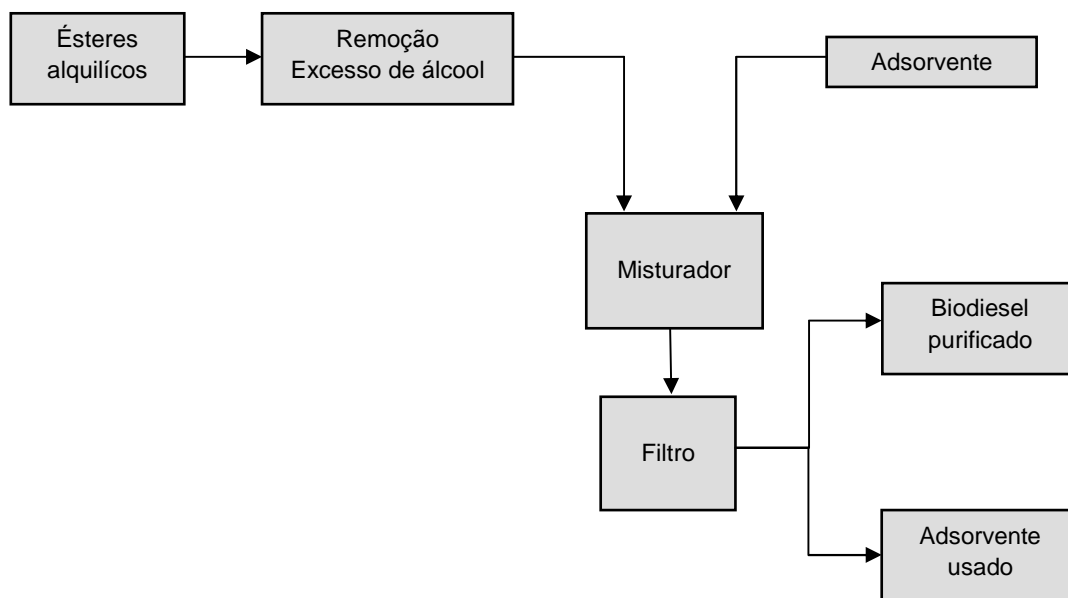 Ésteres
alquilícos
Remoção
Excesso de álcool
Adsorvente
Misturador
Biodiesel
purificado
Filtro
Adsorvente
usado